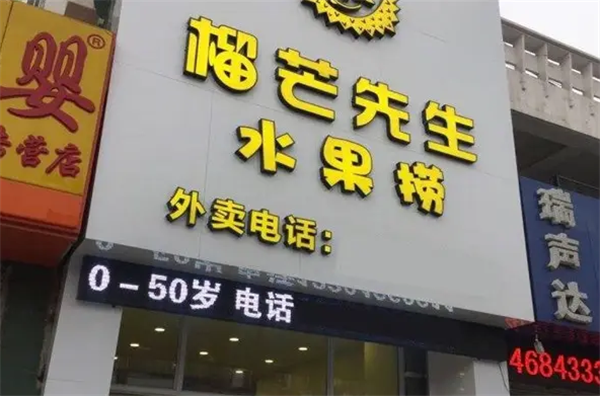 榴芒先生
水果捞
外卖电话:
0-50岁 电话
婴®
营店
瑞声达
4684333